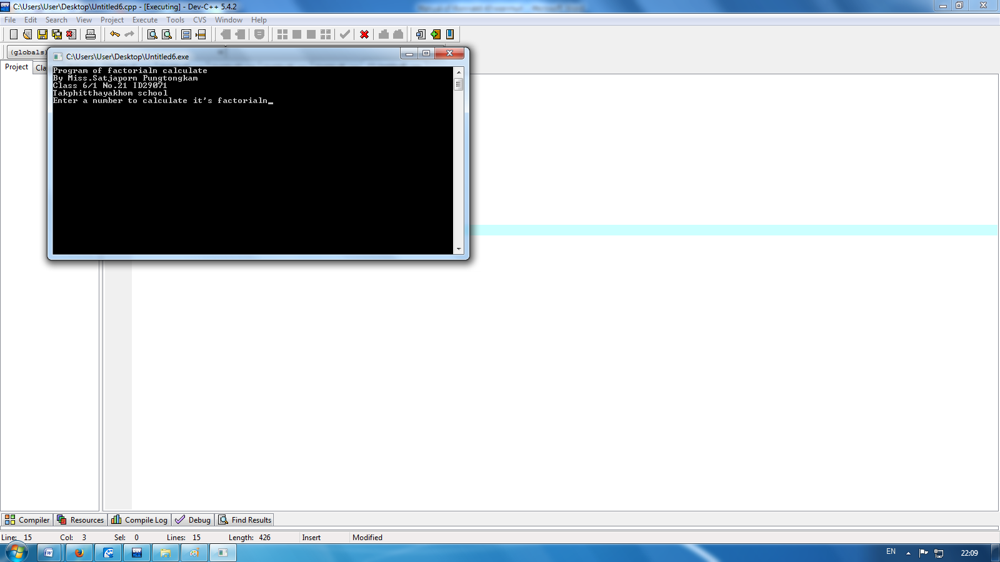 C:\Users\User\Desktop\Untitled6.cpp - [Executing] - Dev-C++ 5.4.2
File Edit Search View Project Execute Tools CVS Window Help
(globals)
Project Cla
C:\Users\User\Desktop\Untitled6.exe
Program of factorialn calculate
By Miss.Satjaporn Pungtongkam
Class 6/1 No.21 ID29071
Takphitthayakhom school
Enter a number to calculate it's factorialn_
Compiler Resources Compile Log Debug Find Results
Line: 15 Col: 3 Sel: 0 Lines: 15 Length: 426 Insert Modified
EN 22:09